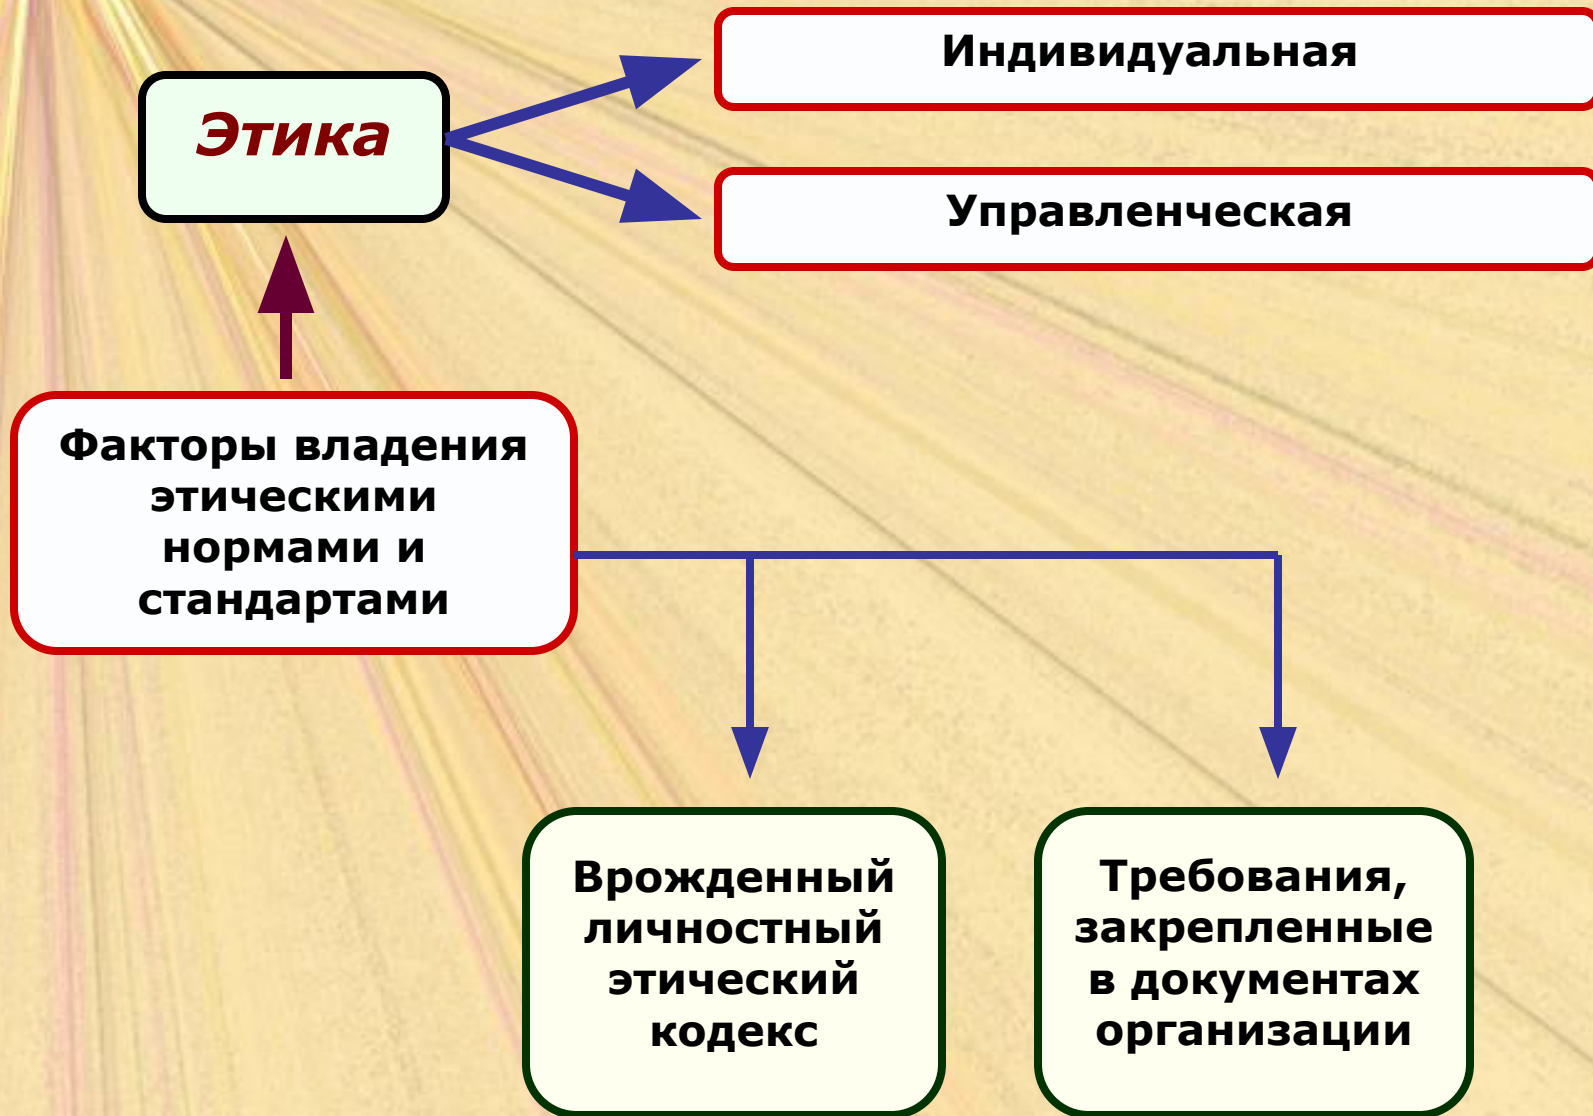 Индивидуальная
Этика
Управленческая
Факторы владения
этическими
нормами и
стандартами
Врожденный
личностный
этический
кодекс
Требования,
закрепленные
в документах
организации